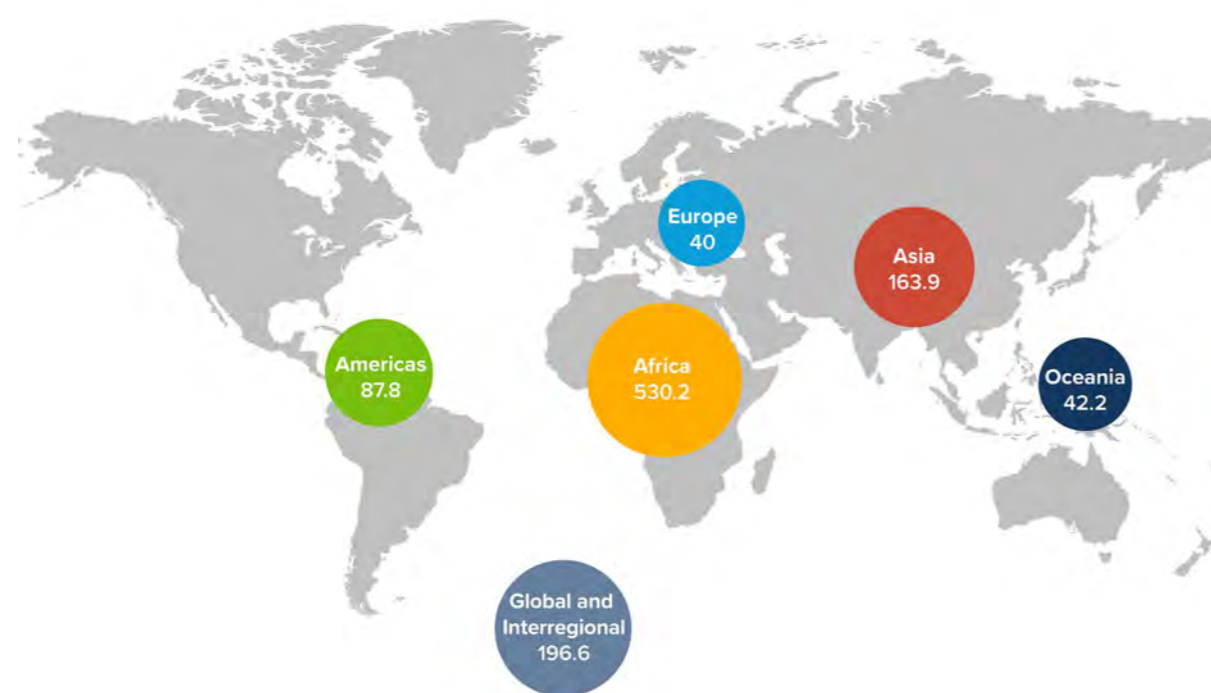 Europe
40
Asia
163.9
Americas
87.8
Africa
530.2
Oceania
42.2
Global and
Interregional
196.6